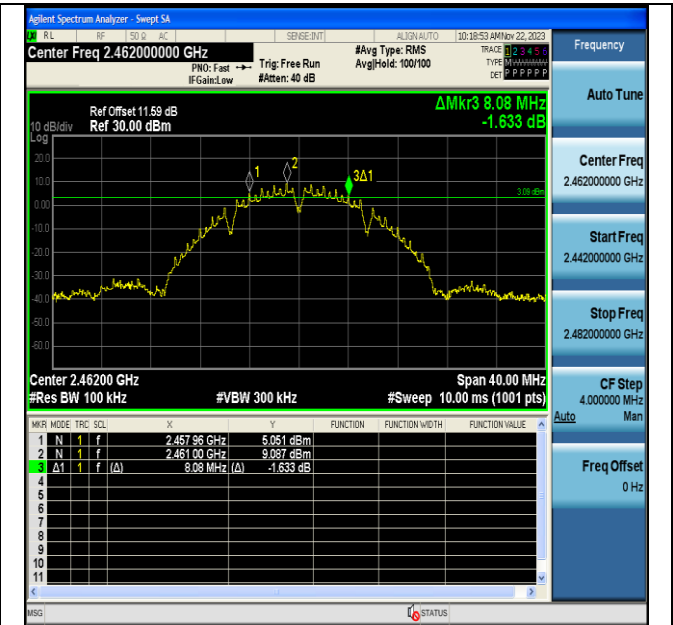 Agilent Spectrum Analyzer - Swept SA
RL RF 50 Ω AC SENSE:INT ALIGN AUTO 10:18:53 AM Nov 22, 2023
Center Freq 2.462000000 GHz
PNO: Fast
IFGain:Low
Trig: Free Run
#Atten: 40 dB
#Avg Type: RMS
Avg|Hold: 100/100
TRACE 1 2 3 4 5 6
TYPE
DET P P P P P P
Frequency
Ref Offset 11.59 dB
10 dB/div Ref 30.00 dBm
Log
ΔMkr3 8.08 MHz
-1.633 dB
20.0
10.0
0.00
-10.0
-20.0
-30.0
-40.0
-50.0
-60.0
1
2
3Δ1
3.09 dBm
Center 2.46200 GHz Span 40.00 MHz
#Res BW 100 kHz #VBW 300 kHz #Sweep 10.00 ms (1001 pts)
MKR MODE TRC SCL X Y FUNCTION FUNCTION WIDTH FUNCTION VALUE
1 N 1 f 2.457 96 GHz 5.051 dBm
2 N 1 f 2.461 00 GHz 9.087 dBm
3 Δ1 1 f (Δ) 8.08 MHz (Δ) -1.633 dB
4
5
6
7
8
9
10
11
Auto Tune
Center Freq
2.462000000 GHz
Start Freq
2.442000000 GHz
Stop Freq
2.482000000 GHz
CF Step
4.000000 MHz
Auto Man
Freq Offset
0 Hz
MSG STATUS